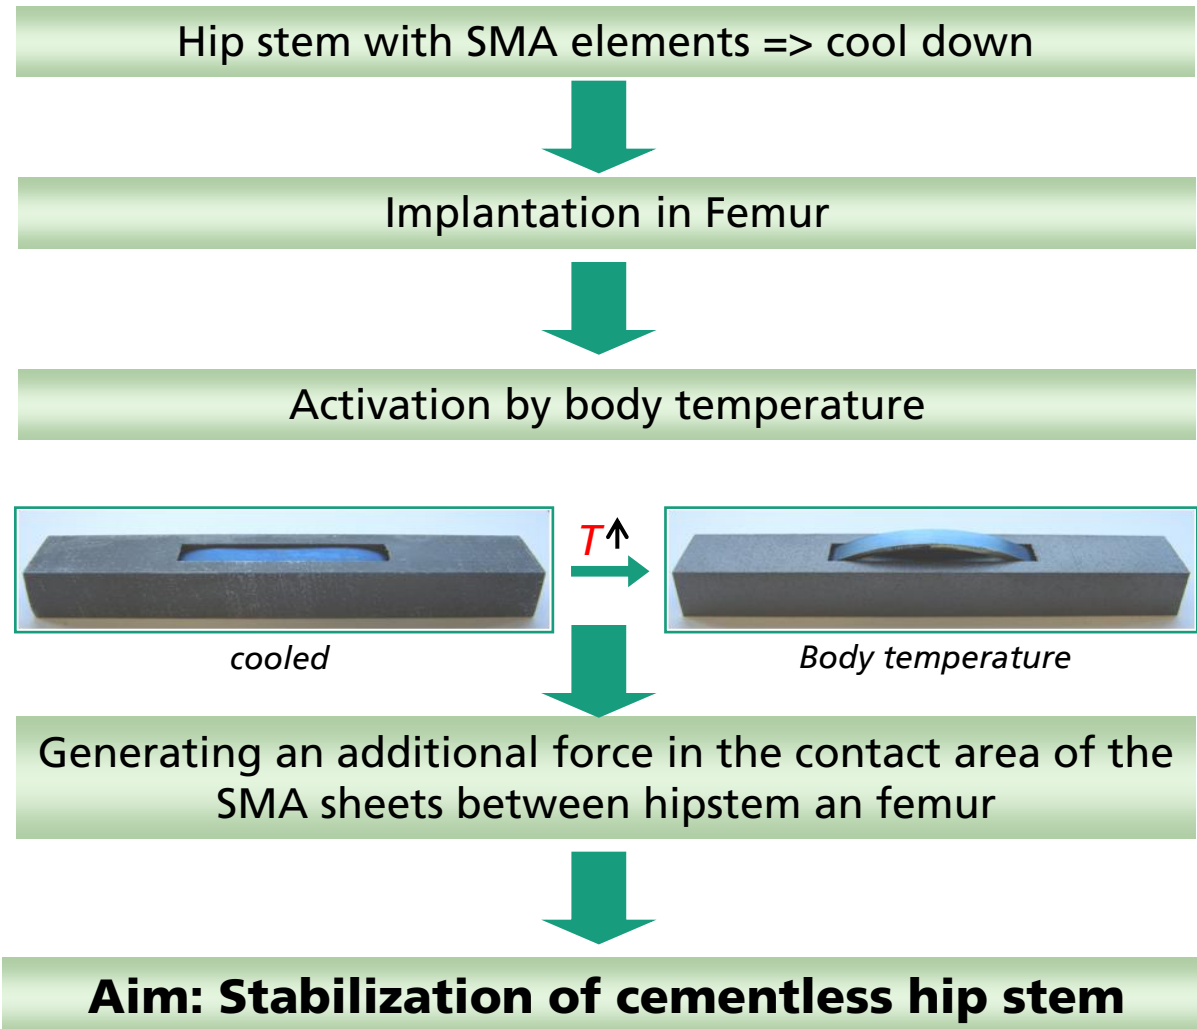 Hip stem with SMA elements => cool down
Implantation in Femur
Activation by body temperature
T↑
cooled
Body temperature
Generating an additional force in the contact area of the
SMA sheets between hipstem an femur
Aim: Stabilization of cementless hip stem